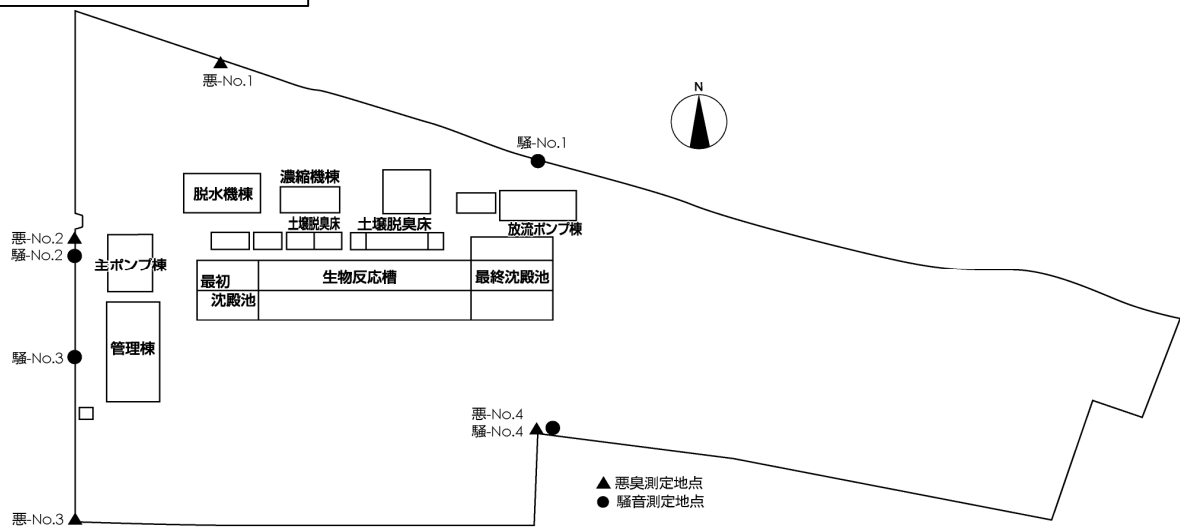 悪-No.1
N
騒-No.1
脱水機棟
濃縮機棟
土壌脱臭床
土壌脱臭床
放流ポンプ棟
悪-No.2
騒-No.2
主ポンプ棟
最初
沈殿池
生物反応槽
最終沈殿池
騒-No.3
管理棟
悪-No.4
騒-No.4
▲ 悪臭測定地点
● 騒音測定地点
悪-No.3